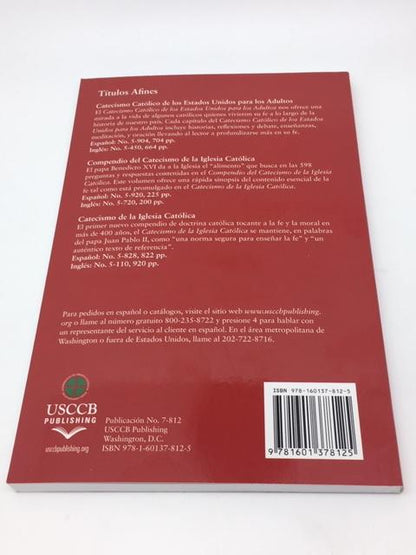 Títulos Afines
Catecismo Católico de los Estados Unidos para los Adultos
El Catecismo Católico de los Estados Unidos para los Adultos nos ofrece una
mirada a la vida de algunos católicos quienes vivieron su fe a lo largo de la
historia de nuestro país. Cada capítulo del Catecismo Católico de los Estados
Unidos para los Adultos incluye historias, reflexiones y debate, enseñanzas,
meditación, y oración llevando al lector a profundizarse más en su fe.
Español: No. 5-904, 704 pp.
Inglés: No. 5-450, 664 pp.
Compendio del Catecismo de la Iglesia Católica
El papa Benedicto XVI da a la Iglesia el "alimento" que busca en las 598
preguntas y respuestas contenidas en el Compendio del Catecismo de la Iglesia
Católica. Este volumen ofrece una rápida sinopsis del contenido esencial de la
fe tal como está promulgado en el Catecismo de la Iglesia Católica.
Español: No. 5-920, 225 pp.
Inglés: No. 5-720, 200 pp.
Catecismo de la Iglesia Católica
El primer nuevo compendio de doctrina católica tocante a la fe y la moral en
más de 400 años, el Catecismo de la Iglesia Católica se mantiene, en palabras
del papa Juan Pablo II, como "una norma segura para enseñar la fe" y "un
auténtico texto de referencia".
Español: No. 5-828, 822 pp.
Inglés: No. 5-110, 920 pp.
Para pedidos en español o catálogos, visite el sitio web www.usccbpublishing.
org o llame al número gratuito 800-235-8722 y presione 4 para hablar con
un representante del servicio al cliente en español. En el área metropolitana de
Washington o fuera de Estados Unidos, llame al 202-722-8716.
USCCB
PUBLISHING
usccbpublishing.org
Publicación No. 7-812
USCCB Publishing
Washington, D.C.
ISBN 978-1-60137-812-5
ISBN 978-160137-812-5
9 781601 378125